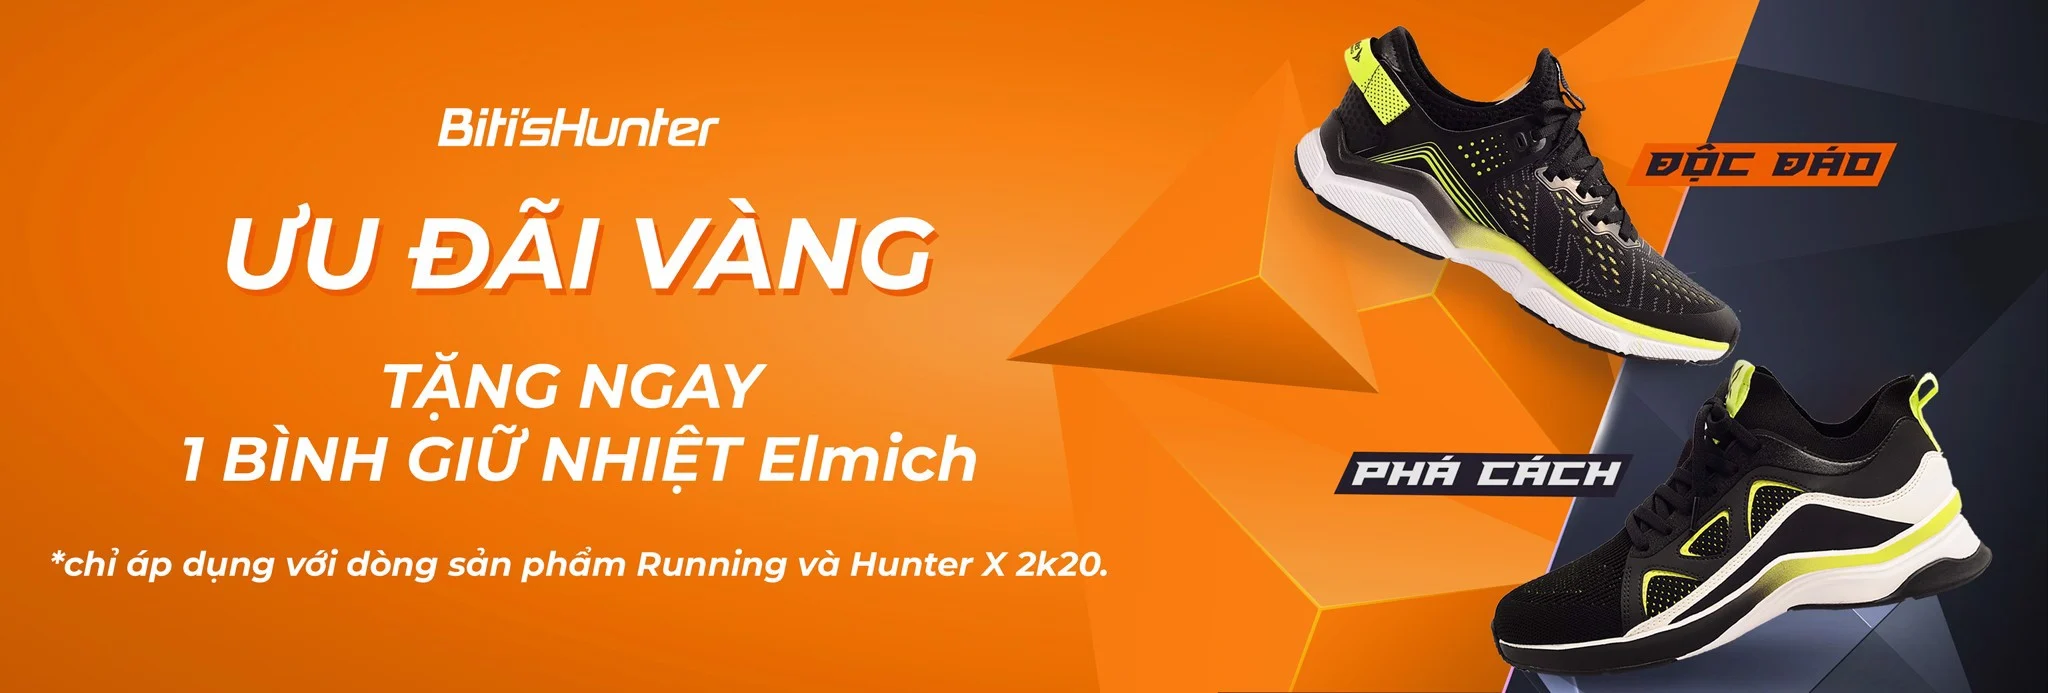 Biti'sHunter
ƯU ĐÃI VÀNG
TẶNG NGAY
1 BÌNH GIỮ NHIỆT Elmich
*chỉ áp dụng với dòng sản phẩm Running và Hunter X 2k20.
ĐỘC ĐÁO
PHÁ CÁCH